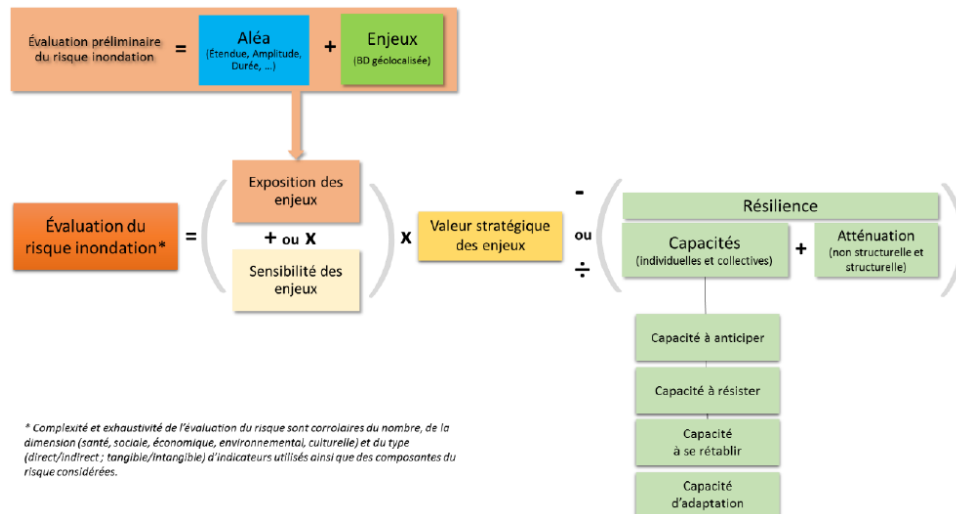 Évaluation préliminaire
du risque inondation
=
Aléa
(Étendue, Amplitude,
Durée, ...)
+
Enjeux
(BD géolocalisée)
Évaluation du
risque inondation*
=
Exposition des
enjeux
+ ou x
Sensibilité des
enjeux
x
Valeur stratégique
des enjeux
-
ou
÷
Résilience
Capacités
(individuelles et collectives)
+
Atténuation
(non structurelle et
structurelle)
Capacité à anticiper
Capacité à résister
Capacité
à se rétablir
Capacité
d'adaptation
* Complexité et exhaustivité de l'évaluation du risque sont corrolaires du nombre, de la
dimension (santé, sociale, économique, environnemental, culturelle) et du type
(direct/indirect ; tangible/intangible) d'indicateurs utilisés ainsi que des composantes du
risque considérées.